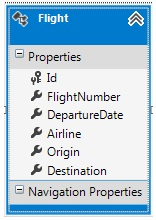 Flight
Properties
Id
FlightNumber
DepartureDate
Airline
Origin
Destination
Navigation Properties